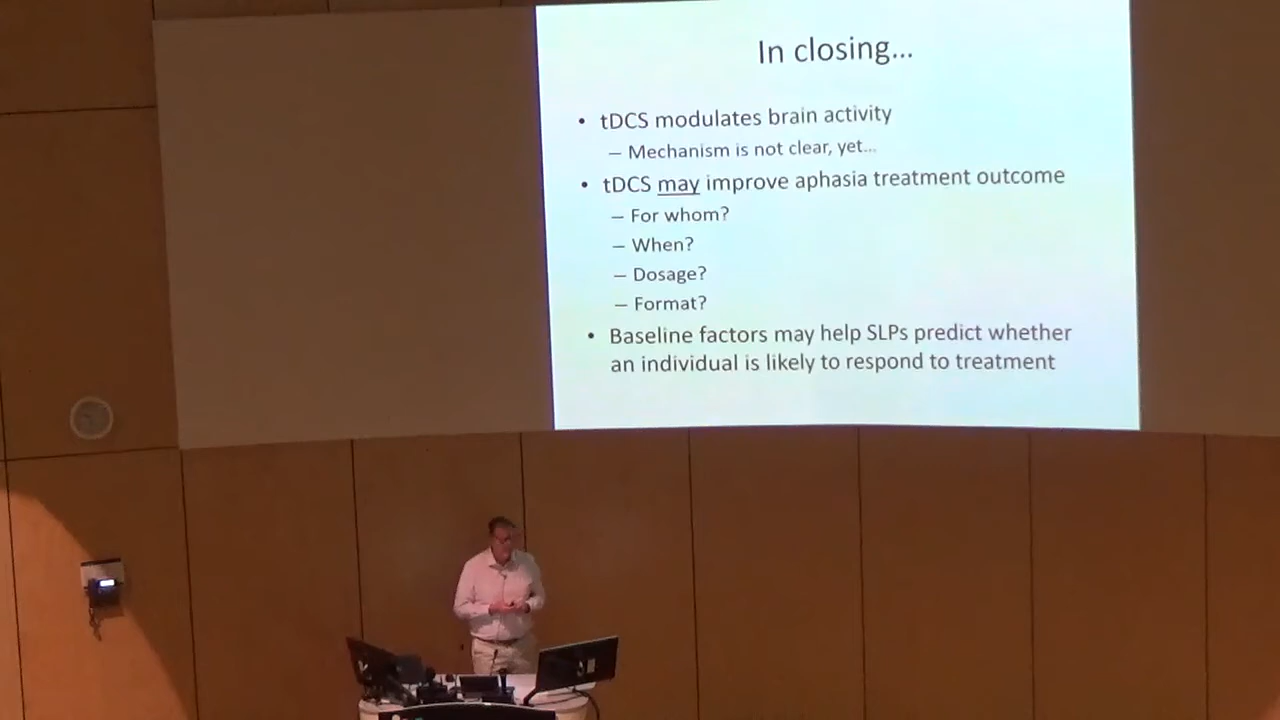 In closing...
• tDCS modulates brain activity
– Mechanism is not clear, yet...
• tDCS may improve aphasia treatment outcome
– For whom?
– When?
– Dosage?
– Format?
• Baseline factors may help SLPs predict whether
an individual is likely to respond to treatment